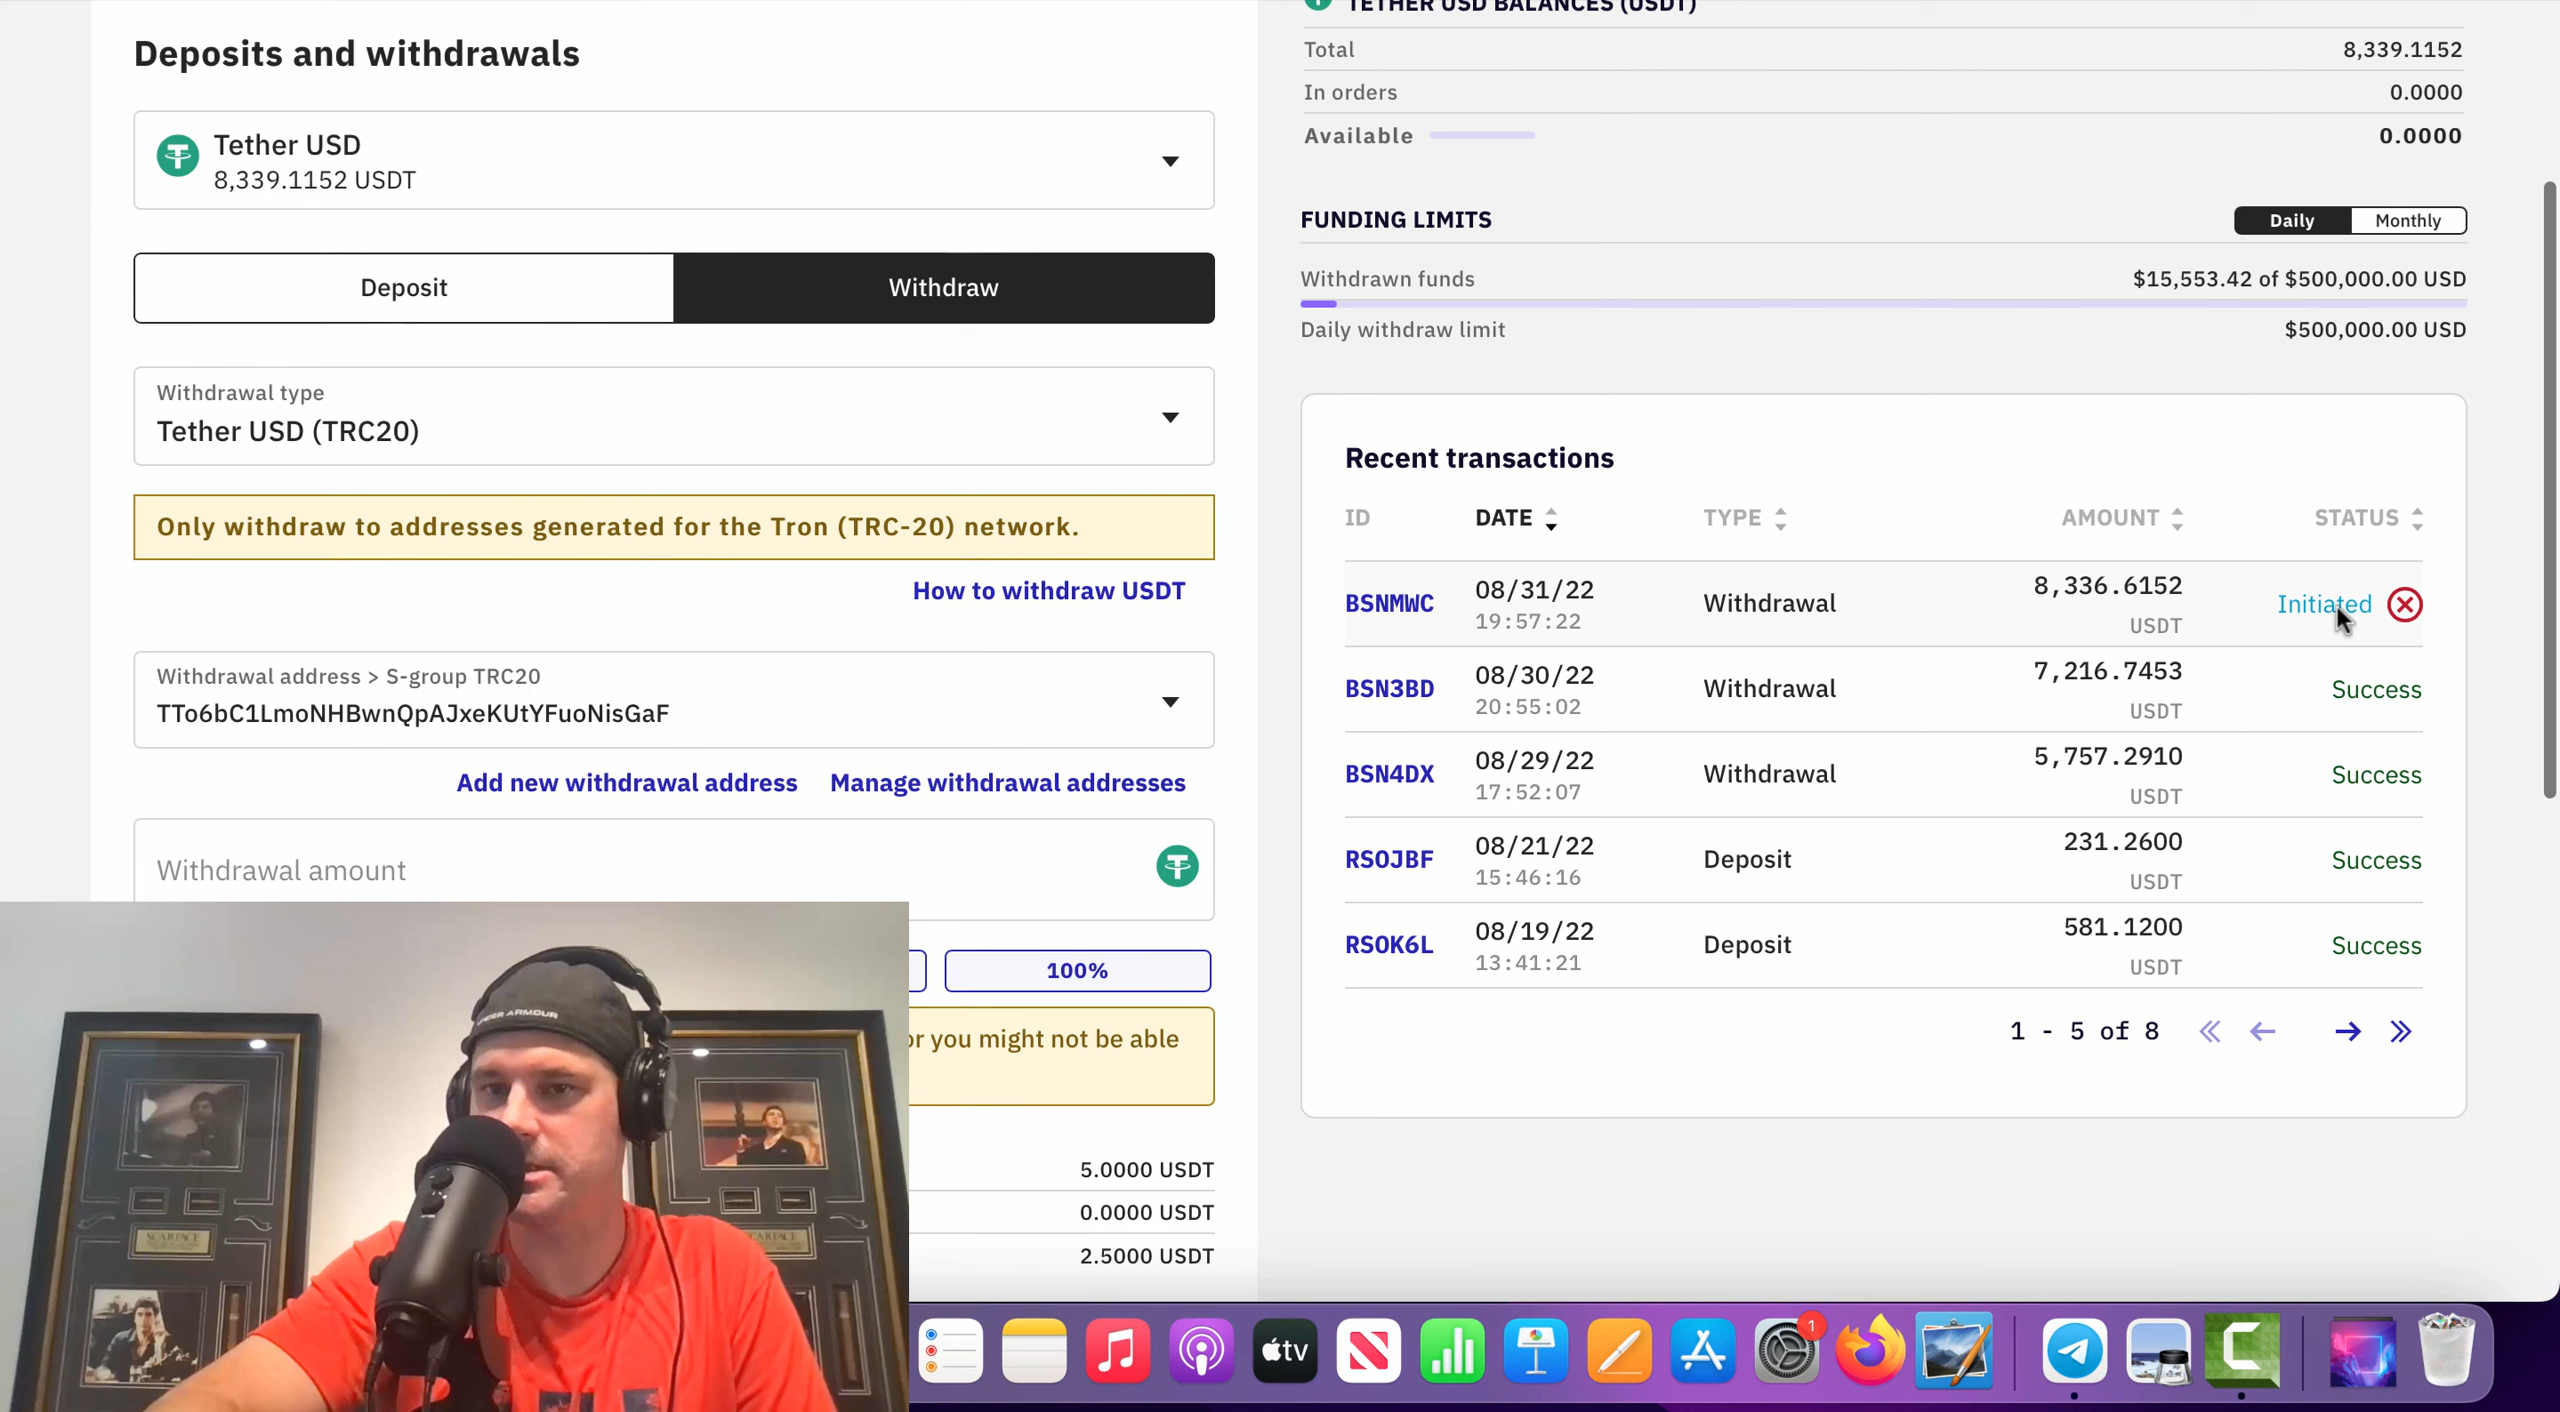 Deposits and withdrawals
Tether USD
8,339.1152 USDT
Deposit
Withdraw
Withdrawal type
Tether USD (TRC20)
Only withdraw to addresses generated for the Tron (TRC-20) network.
How to withdraw USDT
Withdrawal address > S-group TRC20
TTo6bC1LmoNHBwnQpAJxeKUtYFuoNisGaF
Add new withdrawal address
Manage withdrawal addresses
Withdrawal amount
100%
or you might not be able
5.0000 USDT
0.0000 USDT
2.5000 USDT
TETHER USD BALANCES (USDT)
Total 8,339.1152
In orders 0.0000
Available 0.0000
FUNDING LIMITS
Daily Monthly
Withdrawn funds $15,553.42 of $500,000.00 USD
Daily withdraw limit $500,000.00 USD
Recent transactions
ID DATE TYPE AMOUNT STATUS
BSNMWC 08/31/22 19:57:22 Withdrawal 8,336.6152 USDT Initiated
BSN3BD 08/30/22 20:55:02 Withdrawal 7,216.7453 USDT Success
BSN4DX 08/29/22 17:52:07 Withdrawal 5,757.2910 USDT Success
RSOJBF 08/21/22 15:46:16 Deposit 231.2600 USDT Success
RSOK6L 08/19/22 13:41:21 Deposit 581.1200 USDT Success
1 - 5 of 8
UNDER ARMOUR
SCARFACE
SCARFACE
tv
1